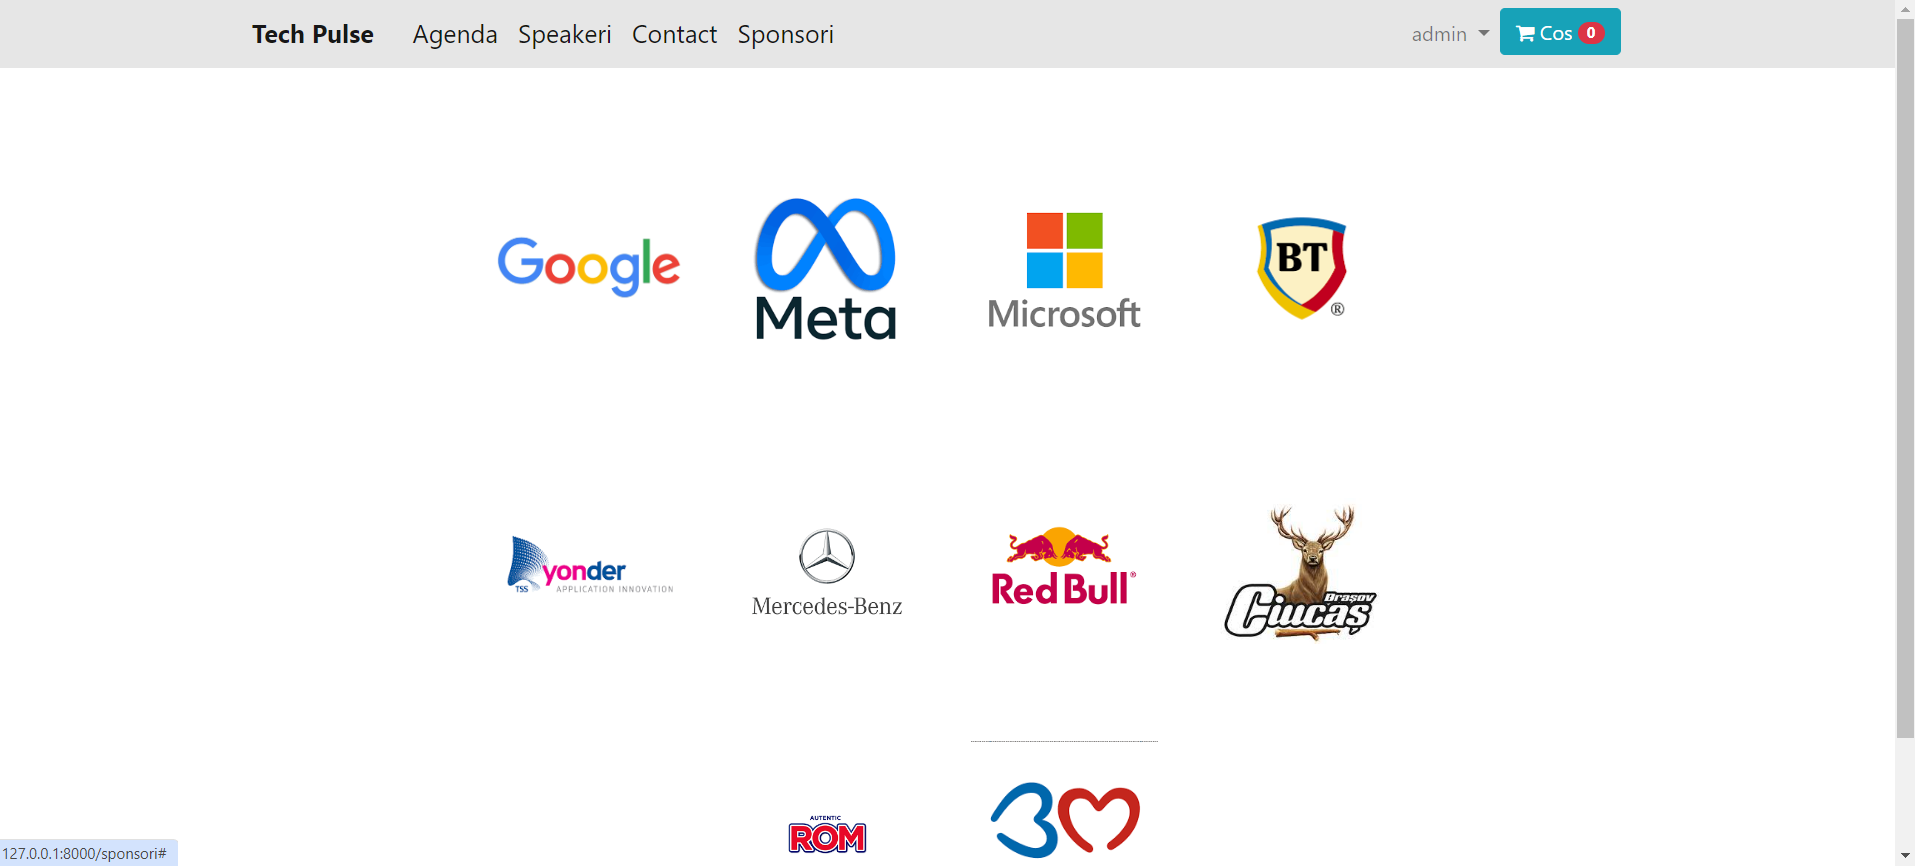 Tech Pulse Agenda Speakeri Contact Sponsori admin Cos 0
Google
Meta
Microsoft
BT
®
TSS yonder
APPLICATION INNOVATION
Mercedes-Benz
Red Bull®
Brașov
Ciucaș
AUTENTIC
ROM
127.0.0.1:8000/sponsori#